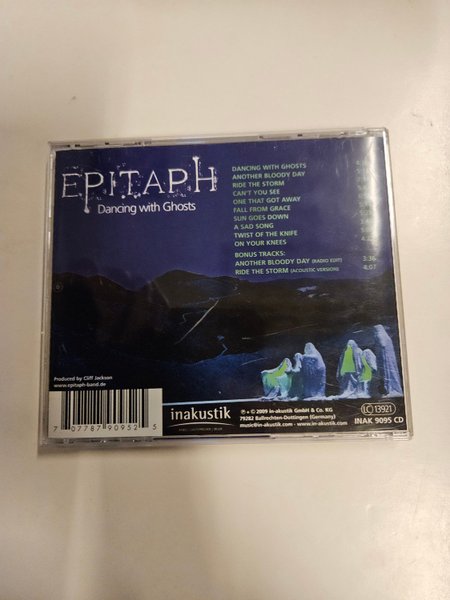 EPITAPH
Dancing with Ghosts
DANCING WITH GHOSTS
ANOTHER BLOODY DAY
RIDE THE STORM
CAN'T YOU SEE
ONE THAT GOT AWAY
FALL FROM GRACE
SUN GOES DOWN
A SAD SONG
TWIST OF THE KNIFE
ON YOUR KNEES
BONUS TRACKS:
ANOTHER BLOODY DAY (RADIO EDIT) 3:36
RIDE THE STORM (ACOUSTIC VERSION) 4:07
Produced by Cliff Jackson
www.epitaph-band.de
7 07787 90952 5
inakustik
℗ + © 2009 in-akustik GmbH & Co. KG
79282 Ballrechten-Dottingen (Germany)
music@in-akustik.com - www.in-akustik.com
LC 13921
INAK 9095 CD